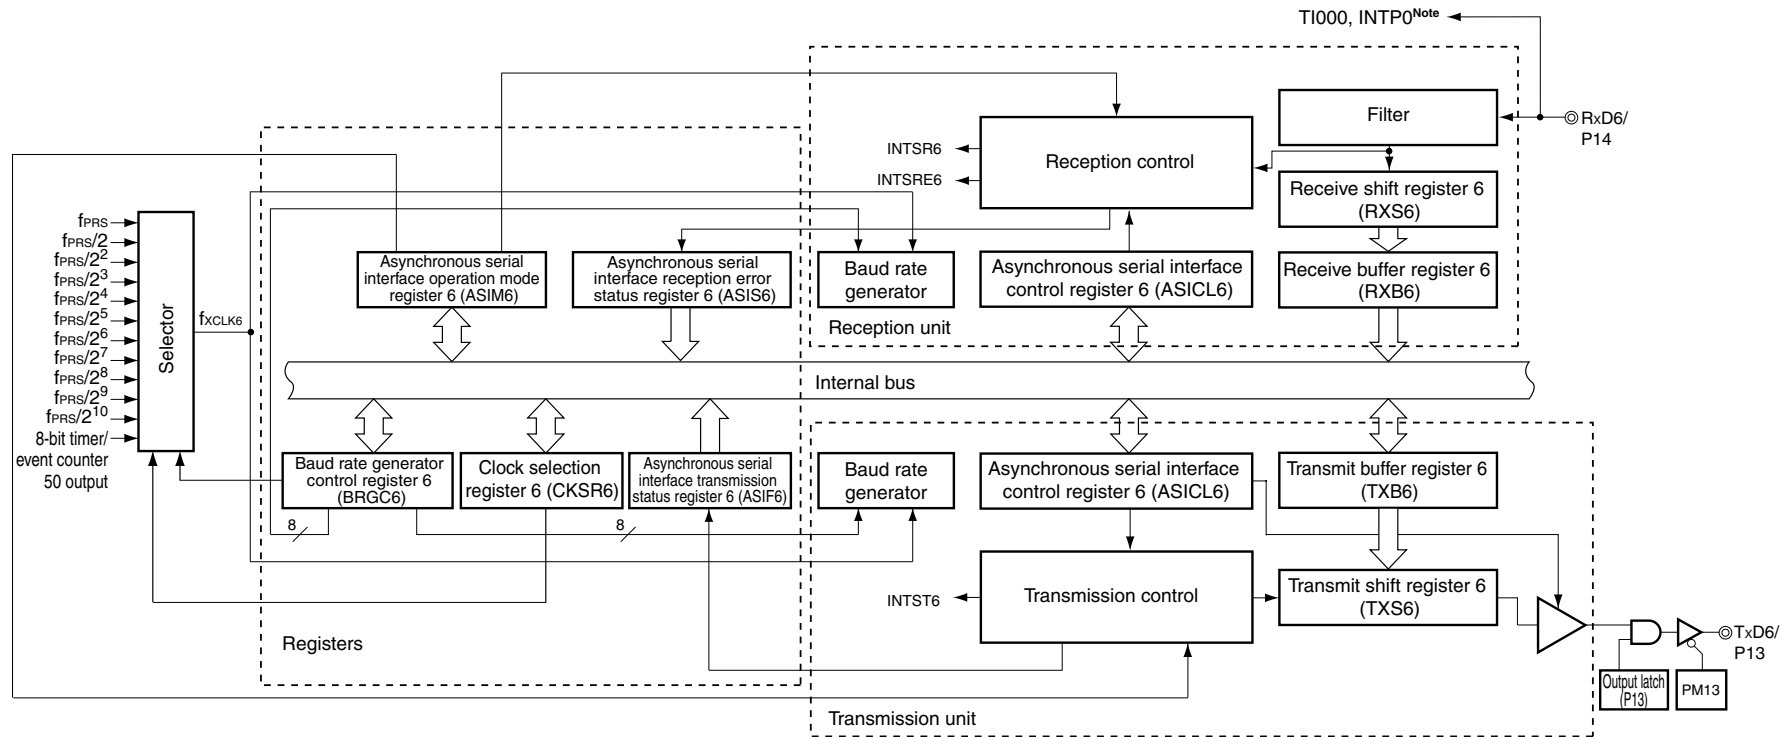 TI000, INTP0Note
Filter
RxD6/
P14
INTSR6
INTSRE6
Reception control
Receive shift register 6
(RXS6)
fPRS
fPRS/2
fPRS/2²
fPRS/2³
fPRS/2⁴
fPRS/2⁵
fPRS/2⁶
fPRS/2⁷
fPRS/2⁸
fPRS/2⁹
fPRS/2¹⁰
8-bit timer/
event counter
50 output
Selector
fXCLK6
Asynchronous serial
interface operation mode
register 6 (ASIM6)
Asynchronous serial
interface reception error
status register 6 (ASIS6)
Baud rate
generator
Asynchronous serial interface
control register 6 (ASICL6)
Receive buffer register 6
(RXB6)
Reception unit
Internal bus
Baud rate generator
control register 6
(BRGC6)
Clock selection
register 6 (CKSR6)
Asynchronous serial
interface transmission
status register 6 (ASIF6)
Baud rate
generator
Asynchronous serial interface
control register 6 (ASICL6)
Transmit buffer register 6
(TXB6)
8
8
INTST6
Transmission control
Transmit shift register 6
(TXS6)
Registers
TxD6/
P13
Output latch
(P13)
PM13
Transmission unit